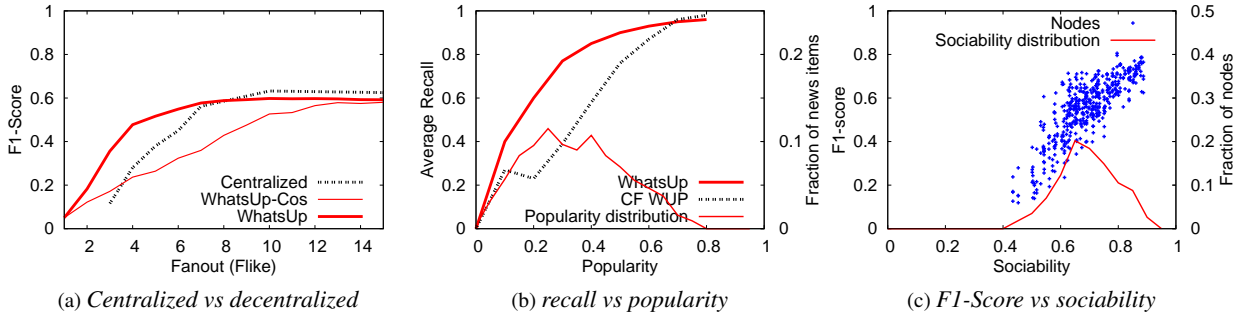 1
0.8
0.6
0.4
0.2
0
F1-Score
2 4 6 8 10 12 14
Fanout (Flike)
Centralized
WhatsUp-Cos
WhatsUp
(a) Centralized vs decentralized
1
0.8
0.6
0.4
0.2
0
Average Recall
0 0.2 0.4 0.6 0.8 1
Popularity
0.2
0.1
0
Fraction of news items
WhatsUp
CF WUP
Popularity distribution
(b) recall vs popularity
1
0.8
0.6
0.4
0.2
0
F1-score
0 0.2 0.4 0.6 0.8 1
Sociability
0.5
0.4
0.3
0.2
0.1
0
Fraction of nodes
Nodes
Sociability distribution
(c) F1-Score vs sociability